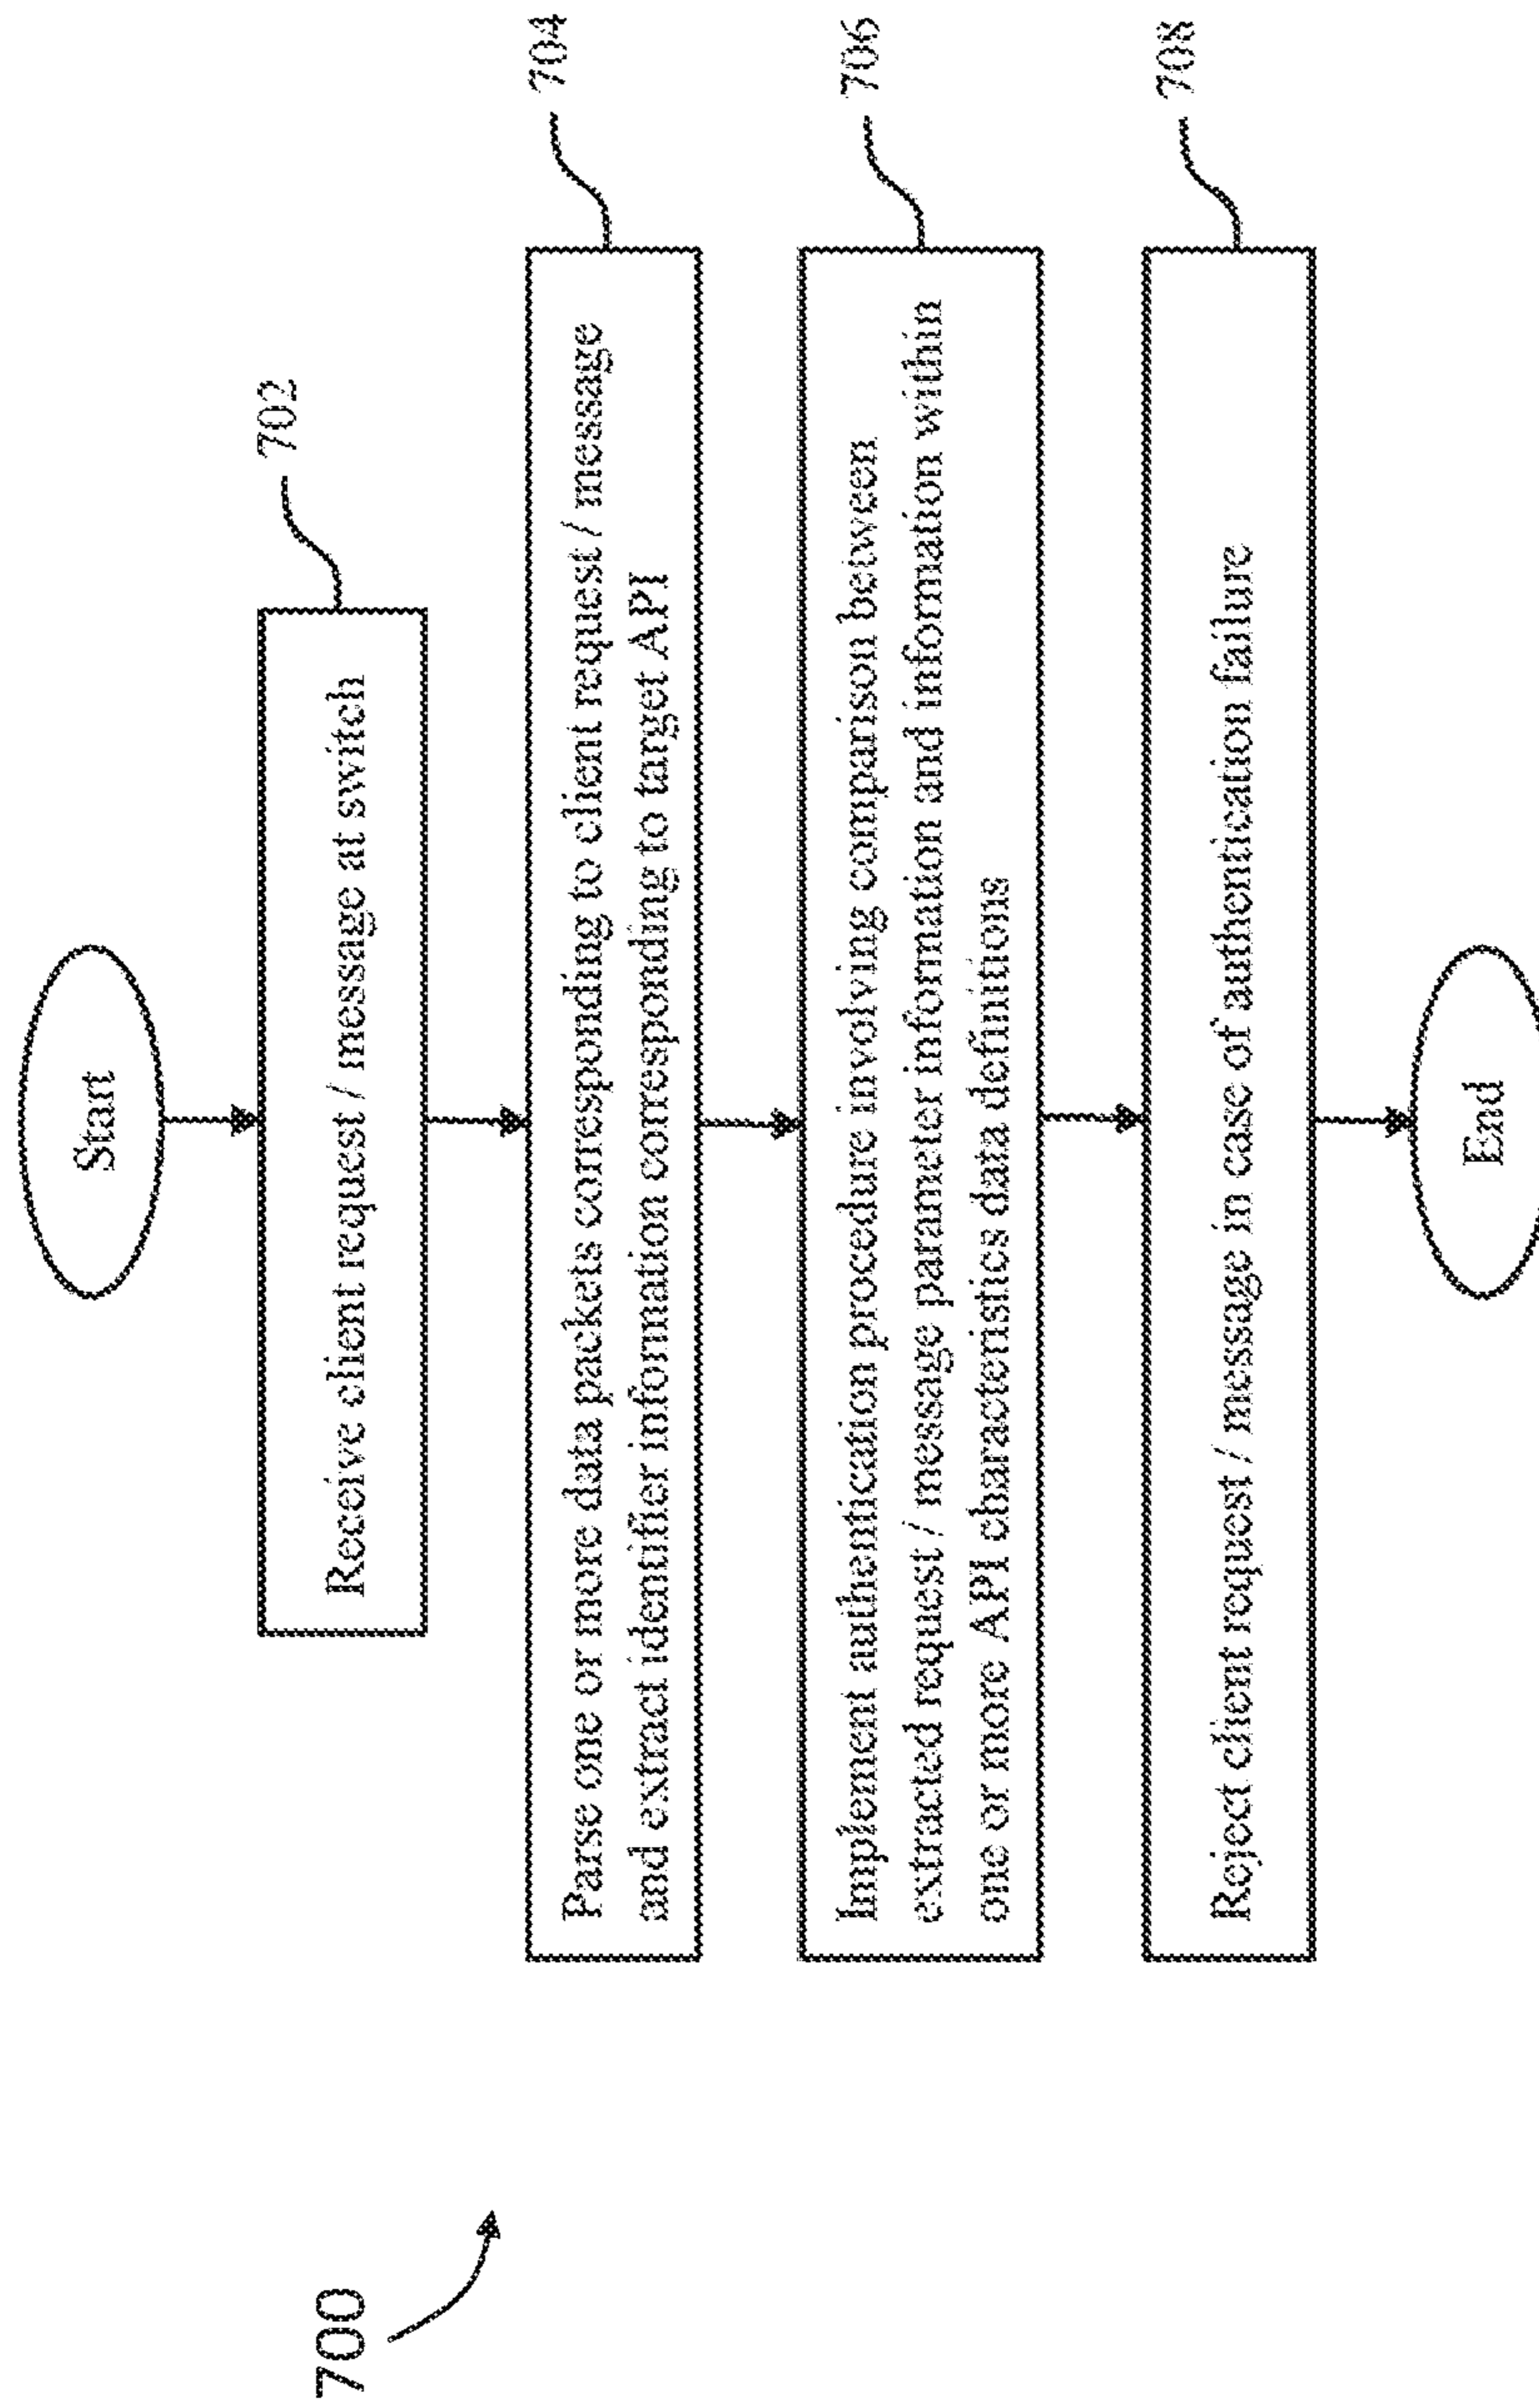 700
Start
Receive client request / message at switch
702
Parse one or more data packets corresponding to client request / message
and extract identifier information corresponding to target API
704
Implement authentication procedure involving comparison between
extracted request / message parameter information and information within
one or more API characteristics data definitions
706
Reject client request / message in case of authentication failure
708
End